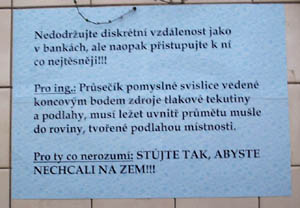 Nedodržujte diskrétní vzdálenost jako
v bankách, ale naopak přistupujte k ní
co nejtěsněji!!!
Pro ing.: Průsečík pomyslné svislice vedené
koncovým bodem zdroje tlakové tekutiny
a podlahy, musí ležet uvnitř průmětu mušle
do roviny, tvořené podlahou místnosti.
Pro ty co nerozumí: STŮJTE TAK, ABYSTE
NECHCALI NA ZEM!!!